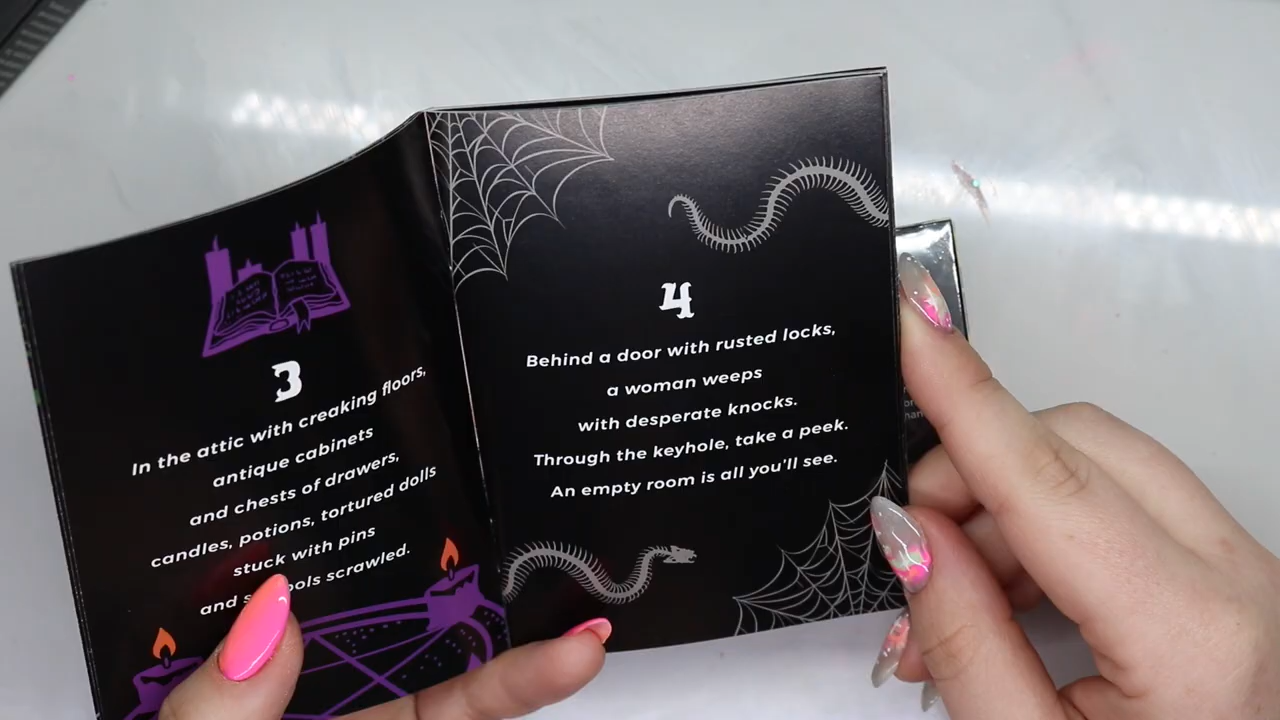 3
In the attic with creaking floors,
antique cabinets
and chests of drawers,
candles, potions, tortured dolls
stuck with pins
and scrawled.
4
Behind a door with rusted locks,
a woman weeps
with desperate knocks.
Through the keyhole, take a peek.
An empty room is all you'll see.